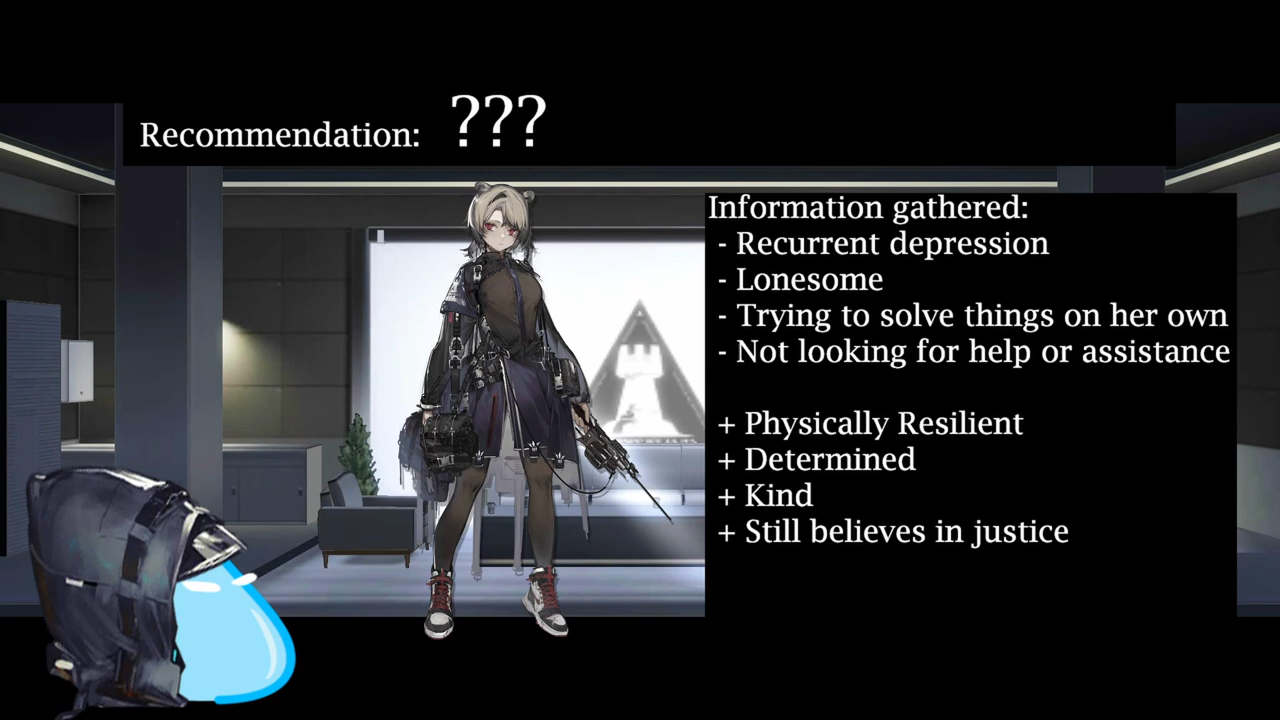 Recommendation: ???
Information gathered:
- Recurrent depression
- Lonesome
- Trying to solve things on her own
- Not looking for help or assistance
+ Physically Resilient
+ Determined
+ Kind
+ Still believes in justice